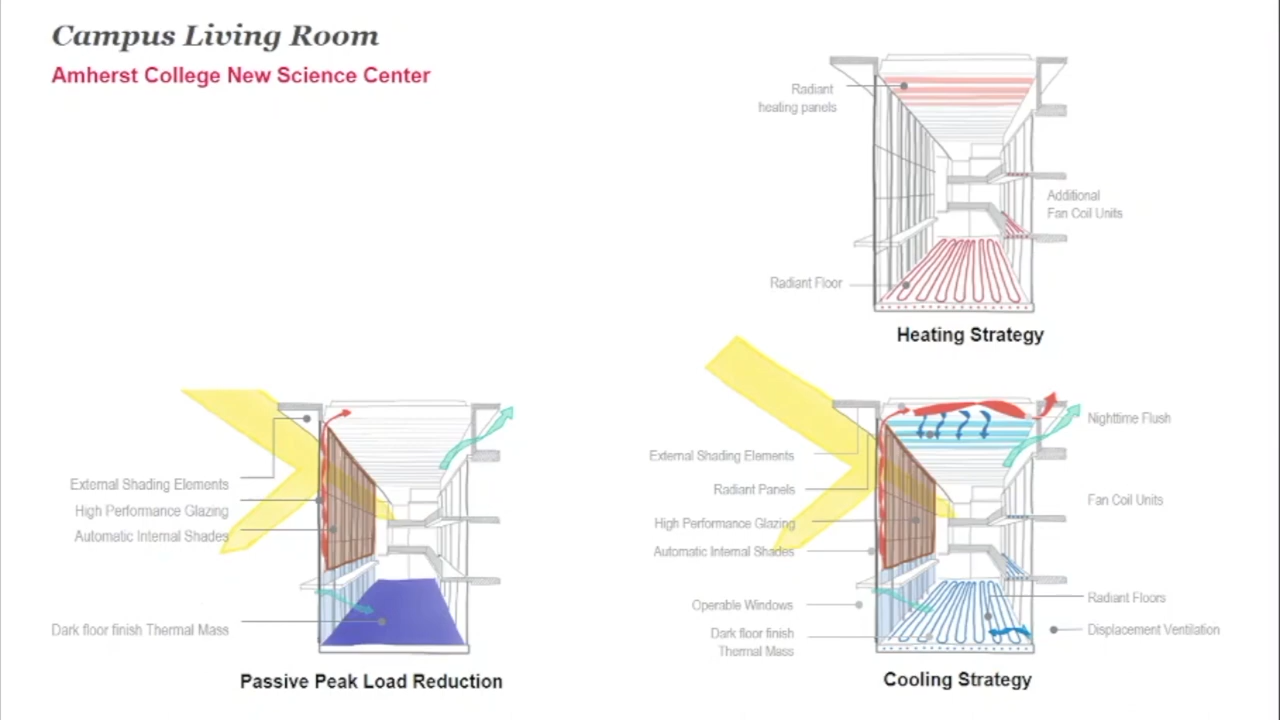 Campus Living Room
Amherst College New Science Center
Radiant
heating panels
Additional
Fan Coil Units
Radiant Floor
Heating Strategy
External Shading Elements
High Performance Glazing
Automatic Internal Shades
Dark floor finish Thermal Mass
Passive Peak Load Reduction
Nighttime Flush
External Shading Elements
Radiant Panels
Fan Coil Units
High Performance Glazing
Automatic Internal Shades
Operable Windows
Radiant Floors
Dark floor finish
Thermal Mass
Displacement Ventilation
Cooling Strategy